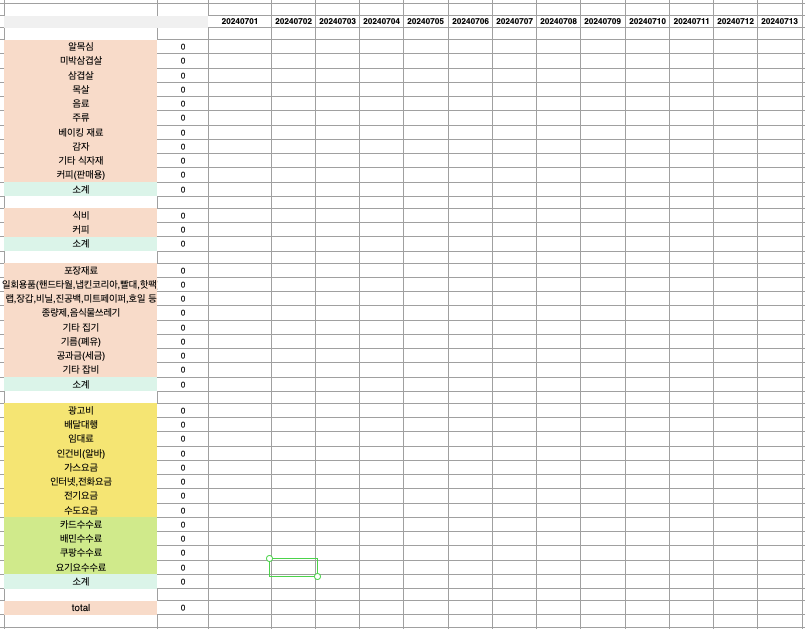 20240701 20240702 20240703 20240704 20240705 20240706 20240707 20240708 20240709 20240710 20240711 20240712 20240713
알목심 0
미박삼겹살 0
삼겹살 0
목살 0
음료 0
주류 0
베이킹 재료 0
감자 0
기타 식자재 0
커피(판매용) 0
소계 0
식비 0
커피 0
소계 0
포장재료 0
일회용품(핸드타월,냅킨코리아,빨대,핫팩 0
랩,장갑,비닐,진공백,미트페이퍼,호일 등 0
종량제,음식물쓰레기 0
기타 집기 0
기름(폐유) 0
공과금(세금) 0
기타 잡비 0
소계 0
광고비 0
배달대행 0
임대료 0
인건비(알바) 0
가스요금 0
인터넷,전화요금 0
전기요금 0
수도요금 0
카드수수료 0
배민수수료 0
쿠팡수수료 0
요기요수수료 0
소계 0
total 0